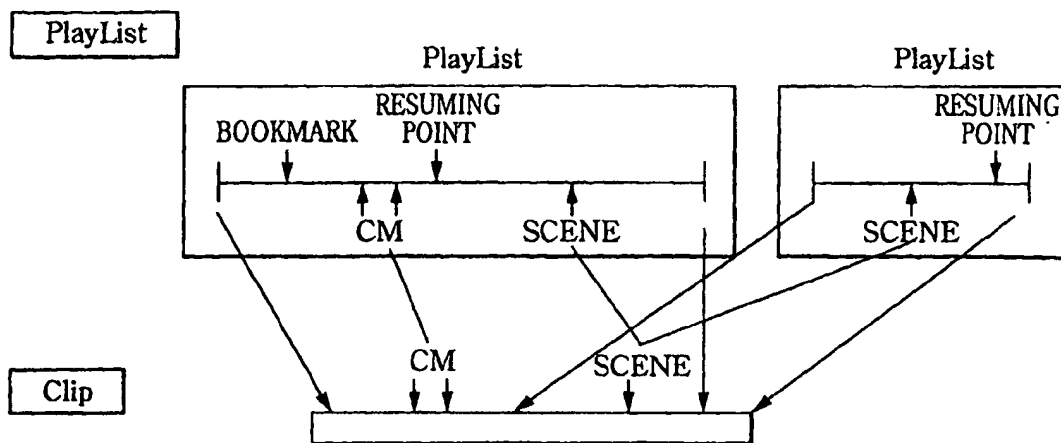 PlayList
PlayList
PlayList
BOOKMARK
RESUMING
POINT
RESUMING
POINT
CM
SCENE
SCENE
CM
SCENE
Clip